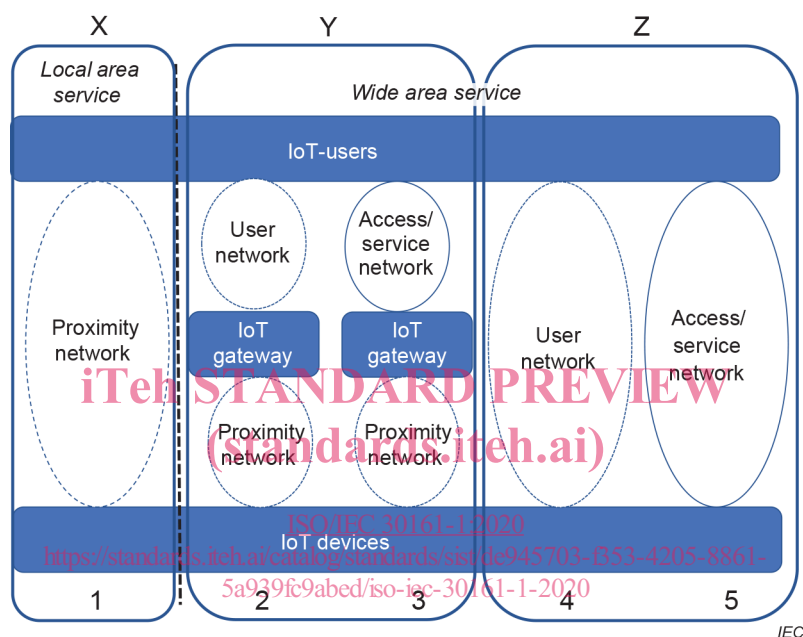 X
Y
Z
Local area
service
Wide area service
IoT-users
User
network
Access/
service
network
IoT
gateway
IoT
gateway
Proximity
network
User
network
Access/
service
network
iTeh STANDARD PREVIEW
Proximity
network
Proximity
network
(standards.iteh.ai)
ISO/IEC 30161-1:2020
IoT devices
https://standards.iteh.ai/catalog/standards/sist/de945703-f353-4205-8861-
5a939fc9abed/iso-iec-30161-1-2020
1
2
3
4
5
IEC